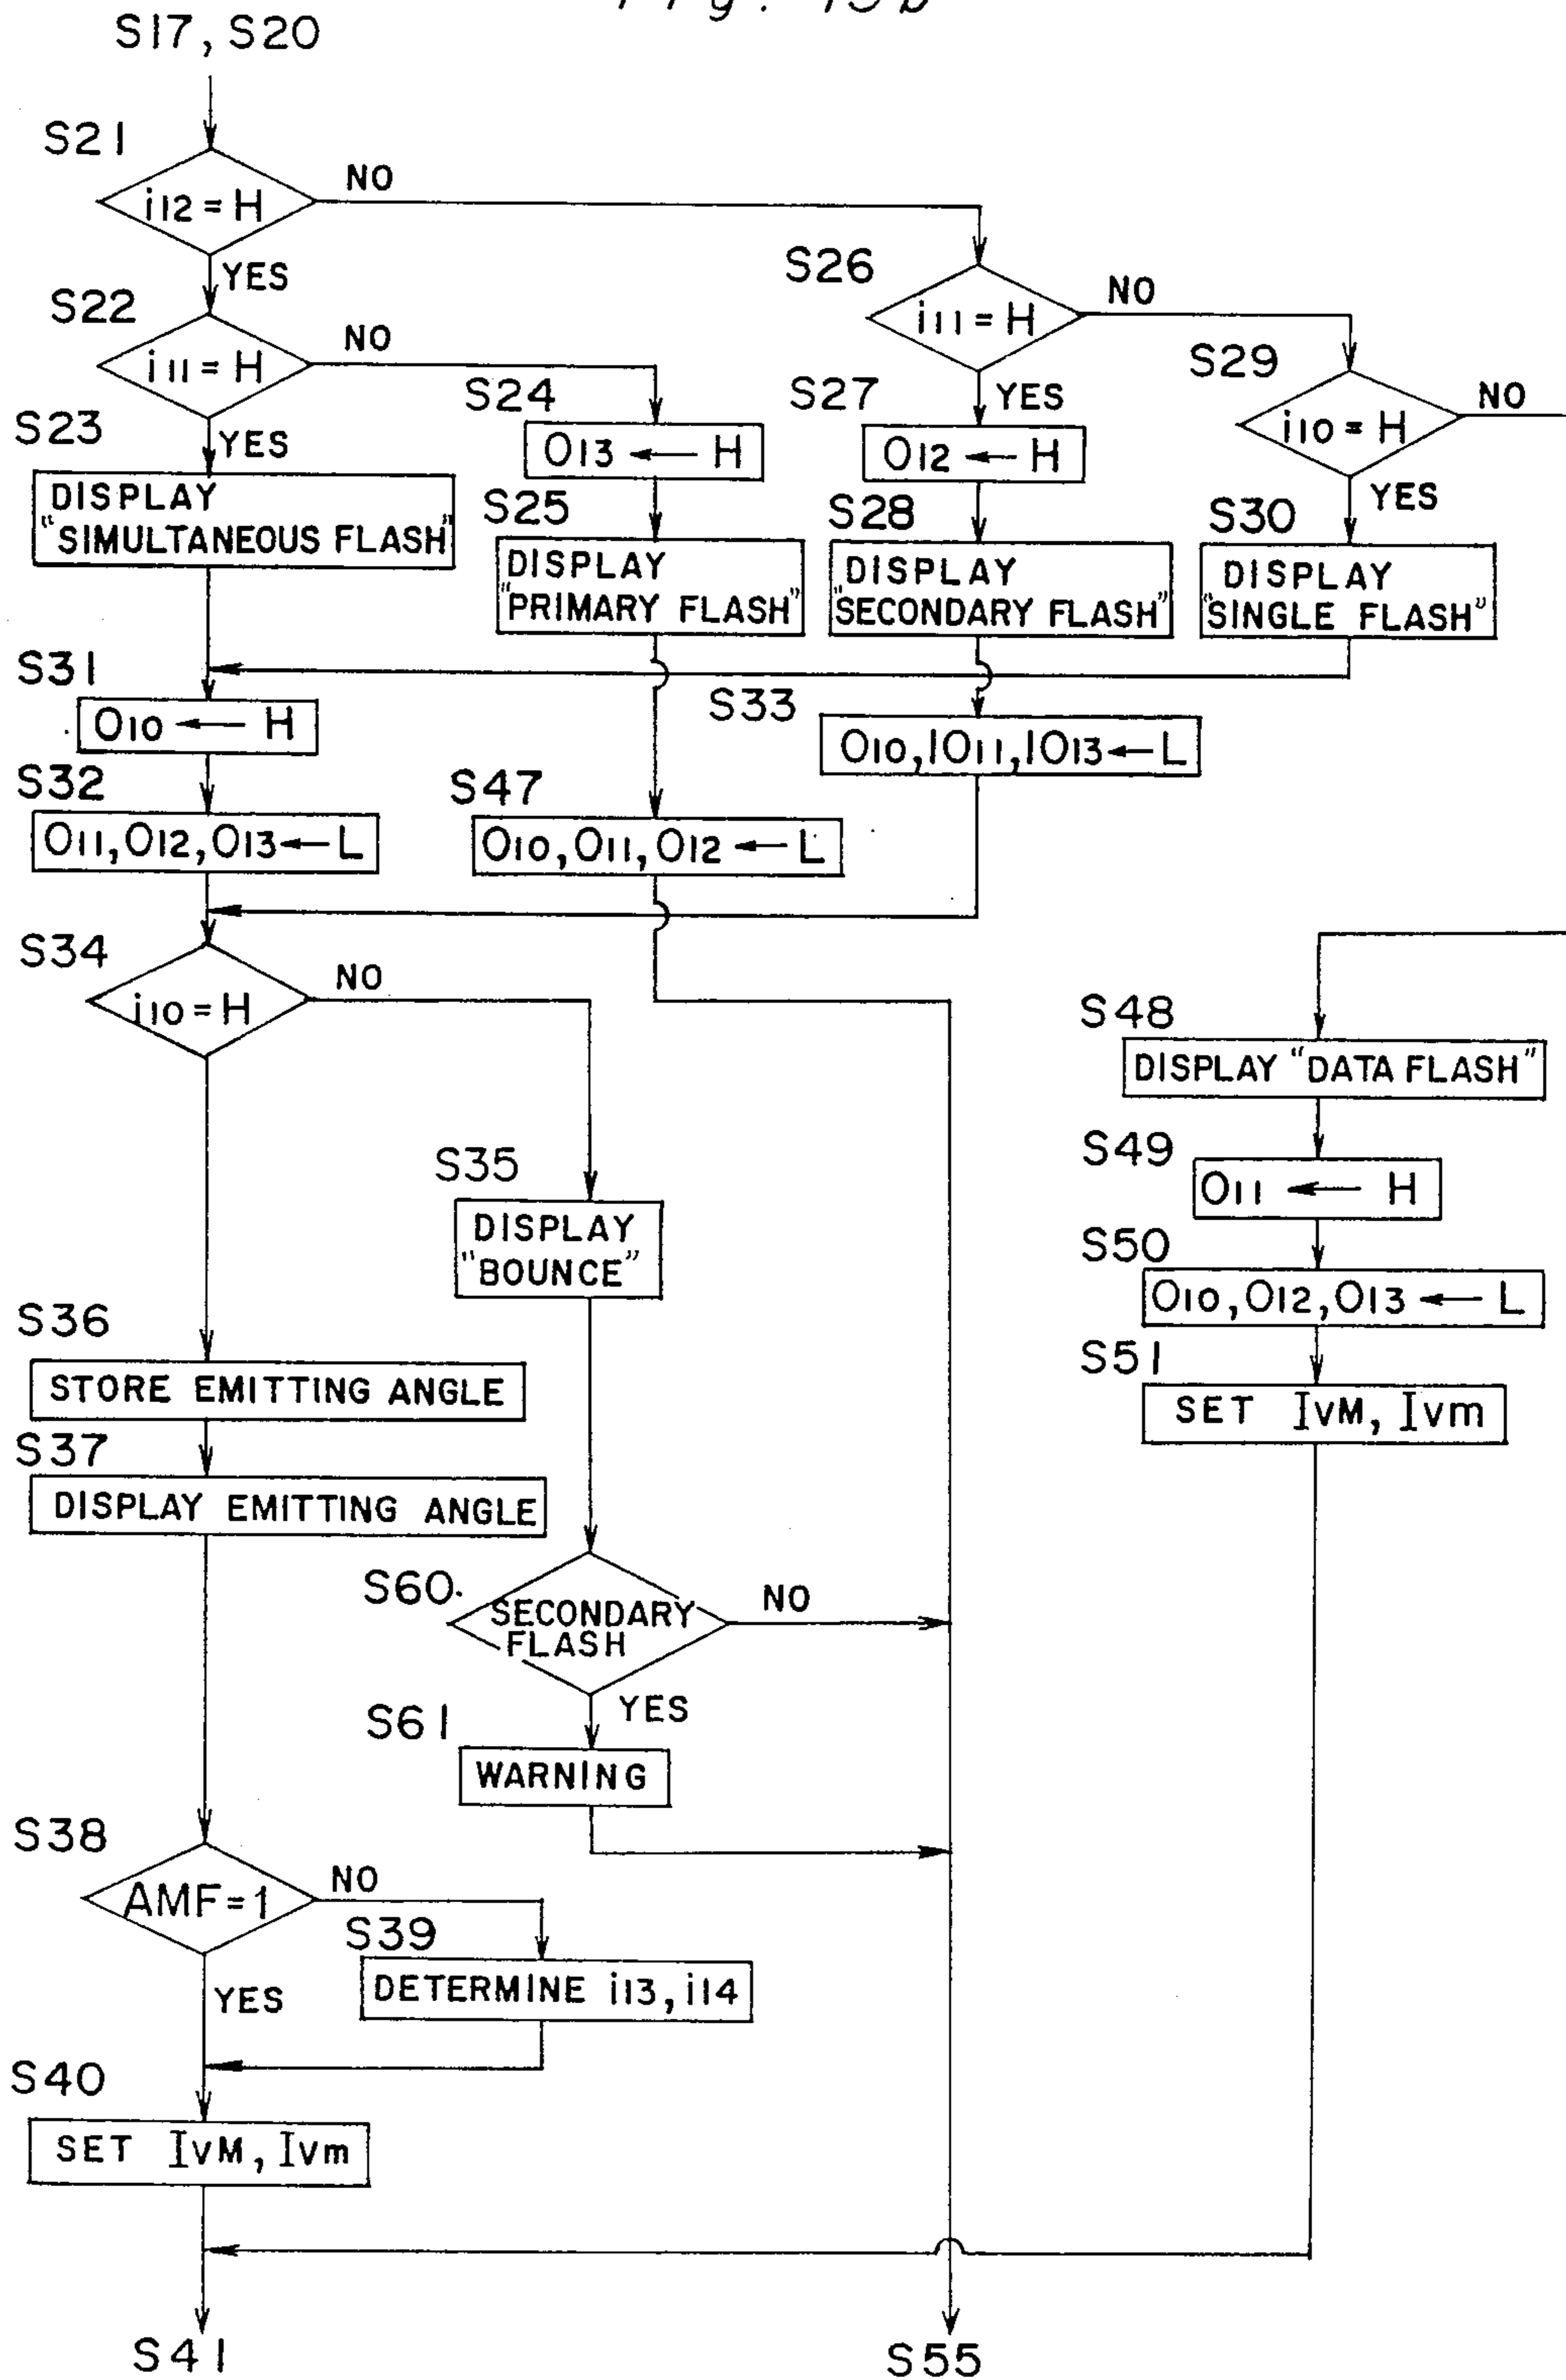 Fig. 13b
S17, S20
S21
i12 = H
NO
YES
S22
i11 = H
NO
YES
S23
DISPLAY
"SIMULTANEOUS FLASH"
S24
O13 ← H
S25
DISPLAY
"PRIMARY FLASH"
S26
i11 = H
NO
YES
S27
O12 ← H
S28
DISPLAY
"SECONDARY FLASH"
S29
i10 = H
NO
YES
S30
DISPLAY
"SINGLE FLASH"
S31
O10 ← H
S32
O11, O12, O13 ← L
S33
O10, IO11, IO13 ← L
S47
O10, O11, O12 ← L
S34
i10 = H
NO
S35
DISPLAY
"BOUNCE"
S36
STORE EMITTING ANGLE
S37
DISPLAY EMITTING ANGLE
S60
SECONDARY
FLASH
NO
YES
S61
WARNING
S38
AMF = 1
NO
YES
S39
DETERMINE i13, i14
S40
SET IvM, Ivm
S48
DISPLAY "DATA FLASH"
S49
O11 ← H
S50
O10, O12, O13 ← L
S51
SET IvM, Ivm
S41
S55